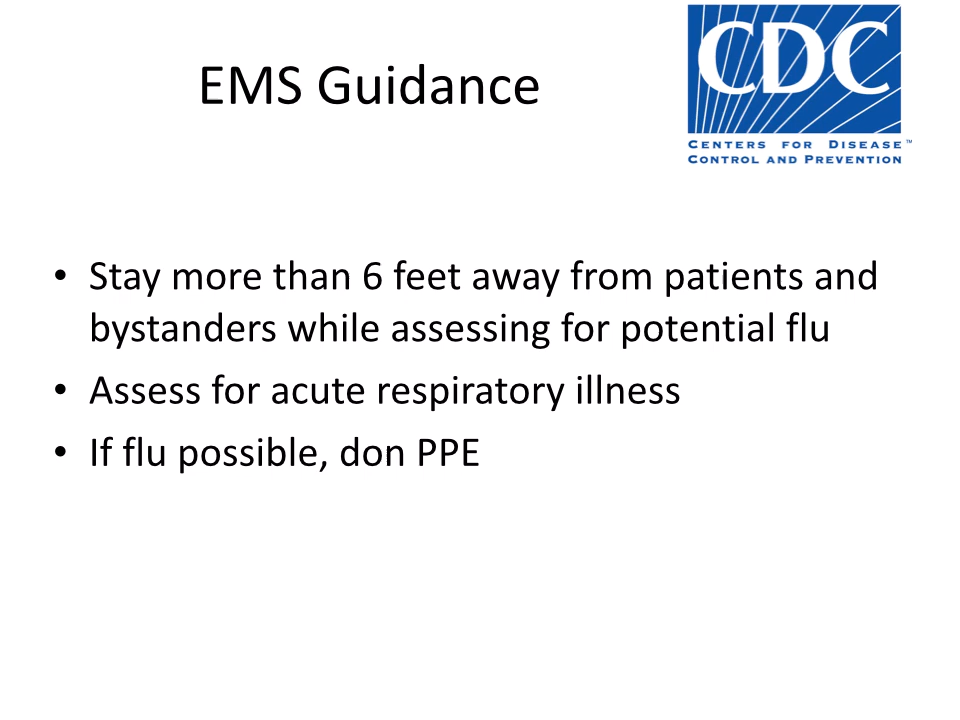 EMS Guidance
CDC
CENTERS FOR DISEASE™
CONTROL AND PREVENTION
• Stay more than 6 feet away from patients and
bystanders while assessing for potential flu
• Assess for acute respiratory illness
• If flu possible, don PPE